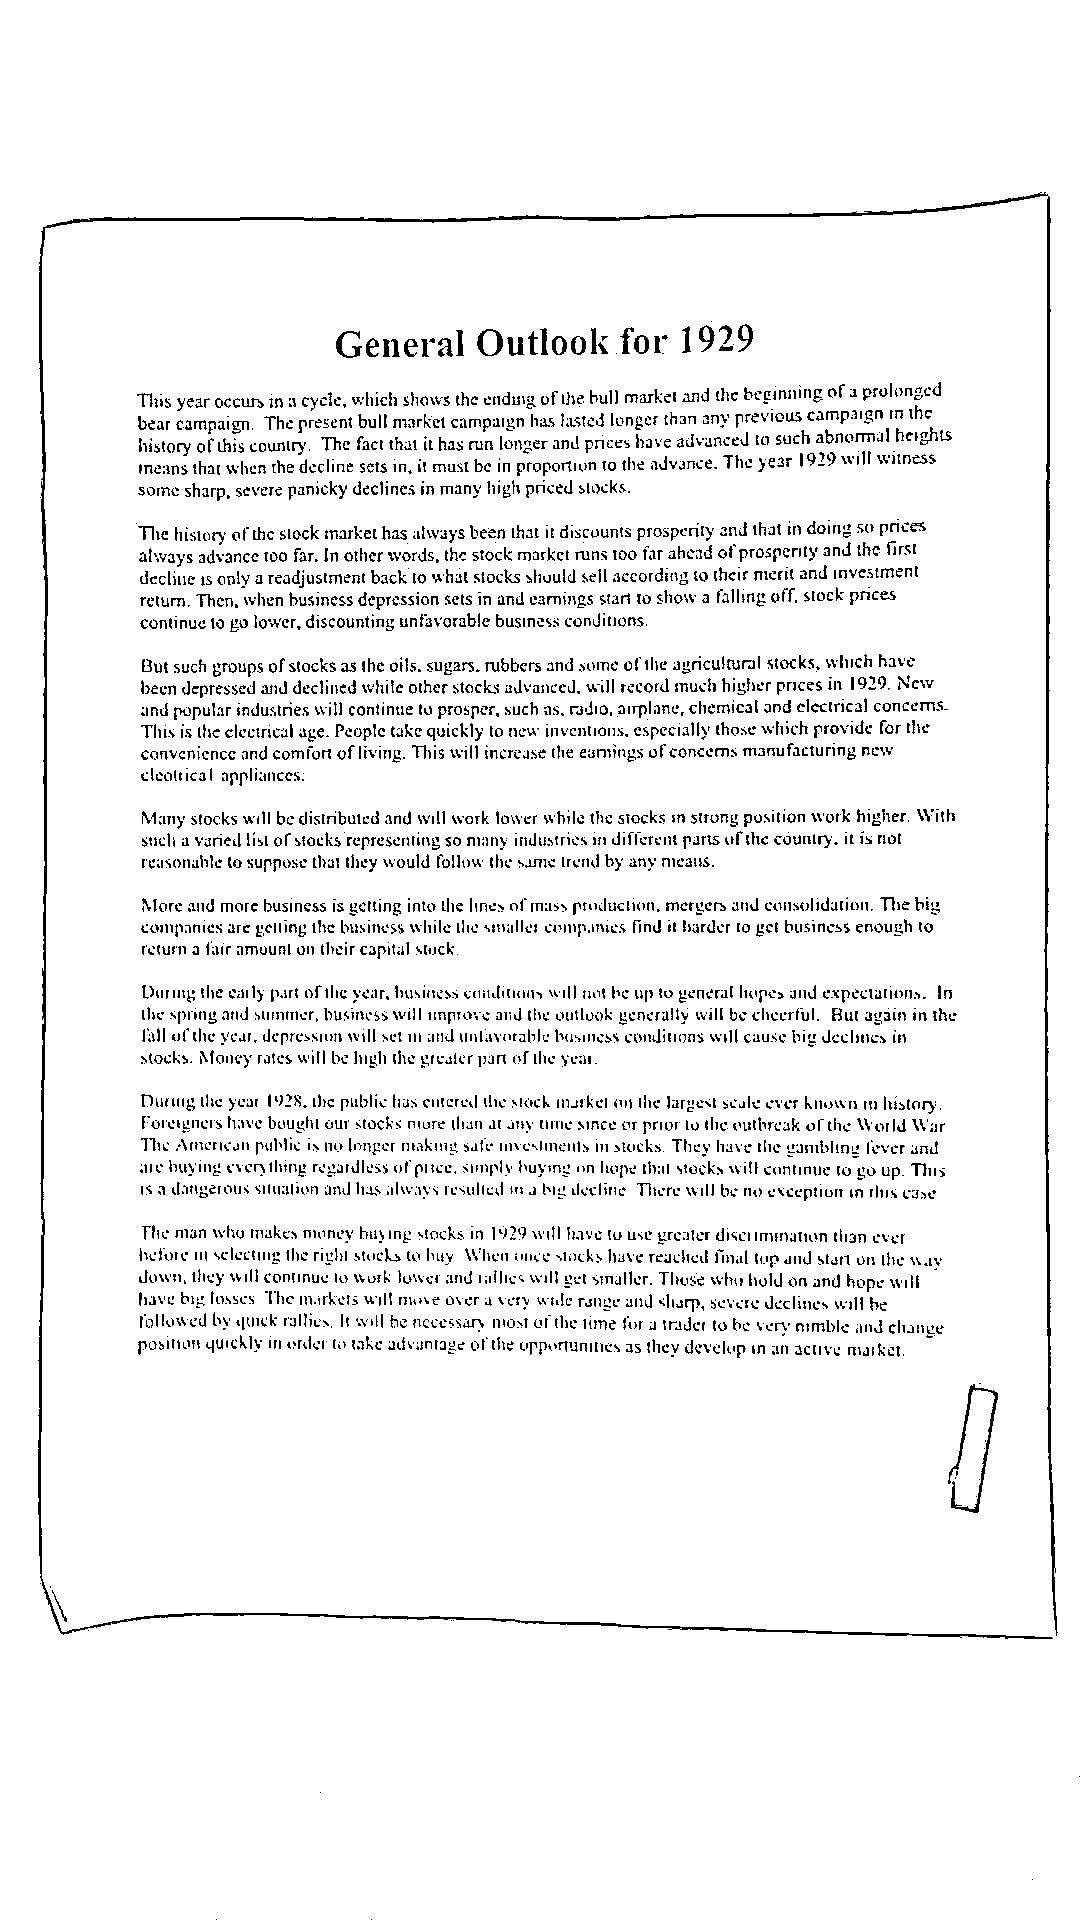 General Outlook for 1929
This year occurs in a cycle, which shows the ending of the bull market and the beginning of a prolonged
bear campaign. The present bull market campaign has lasted longer than any previous campaign in the
history of this country. The fact that it has run longer and prices have advanced to such abnormal heights
means that when the decline sets in, it must be in proportion to the advance. The year 1929 will witness
some sharp, severe panicky declines in many high priced stocks.
The history of the stock market has always been that it discounts prosperity and that in doing so prices
always advance too far. In other words, the stock market runs too far ahead of prosperity and the first
decline is only a readjustment back to what stocks should sell according to their merit and investment
return. Then, when business depression sets in and earnings start to show a falling off, stock prices
continue to go lower, discounting unfavorable business conditions.
But such groups of stocks as the oils, sugars, rubbers and some of the agricultural stocks, which have
been depressed and declined while other stocks advanced, will record much higher prices in 1929. New
and popular industries will continue to prosper, such as, radio, airplane, chemical and electrical concerns.
This is the electrical age. People take quickly to new inventions, especially those which provide for the
convenience and comfort of living. This will increase the earnings of concerns manufacturing new
electrical appliances.
Many stocks will be distributed and will work lower while the stocks in strong position work higher. With
such a varied list of stocks representing so many industries in different parts of the country, it is not
reasonable to suppose that they would follow the same trend by any means.
More and more business is getting into the lines of mass production, mergers and consolidation. The big
companies are getting the business while the smaller companies find it harder to get business enough to
return a fair amount on their capital stock.
During the early part of the year, business conditions will not be up to general hopes and expectations. In
the spring and summer, business will improve and the outlook generally will be cheerful. But again in the
fall of the year, depression will set in and unfavorable business conditions will cause big declines in
stocks. Money rates will be high the greater part of the year.
During the year 1928, the public has entered the stock market on the largest scale ever known in history.
Foreigners have bought our stocks more than at any time since or prior to the outbreak of the World War
The American public is no longer making safe investments in stocks. They have the gambling fever and
are buying everything regardless of price, simply buying on hope that stocks will continue to go up. This
is a dangerous situation and has always resulted in a big decline There will be no exception in this case
The man who makes money buying stocks in 1929 will have to use greater discrimination than ever
before in selecting the right stocks to buy When once stocks have reached final top and start on the way
down, they will continue to work lower and rallies will get smaller. Those who hold on and hope will
have big losses The markets will move over a very wide range and sharp, severe declines will be
followed by quick rallies. It will be necessary most of the time for a trader to be very nimble and change
position quickly in order to take advantage of the opportunities as they develop in an active market.